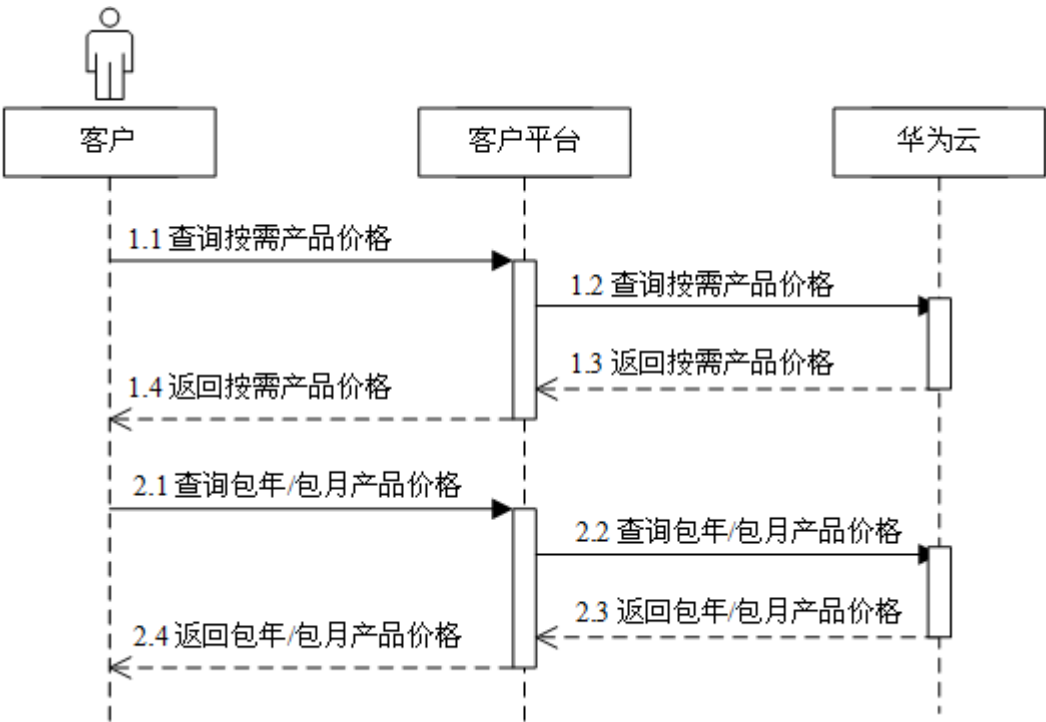 客户
客户平台
华为云
1.1 查询按需产品价格
1.2 查询按需产品价格
1.3 返回按需产品价格
1.4 返回按需产品价格
2.1 查询包年/包月产品价格
2.2 查询包年/包月产品价格
2.3 返回包年/包月产品价格
2.4 返回包年/包月产品价格